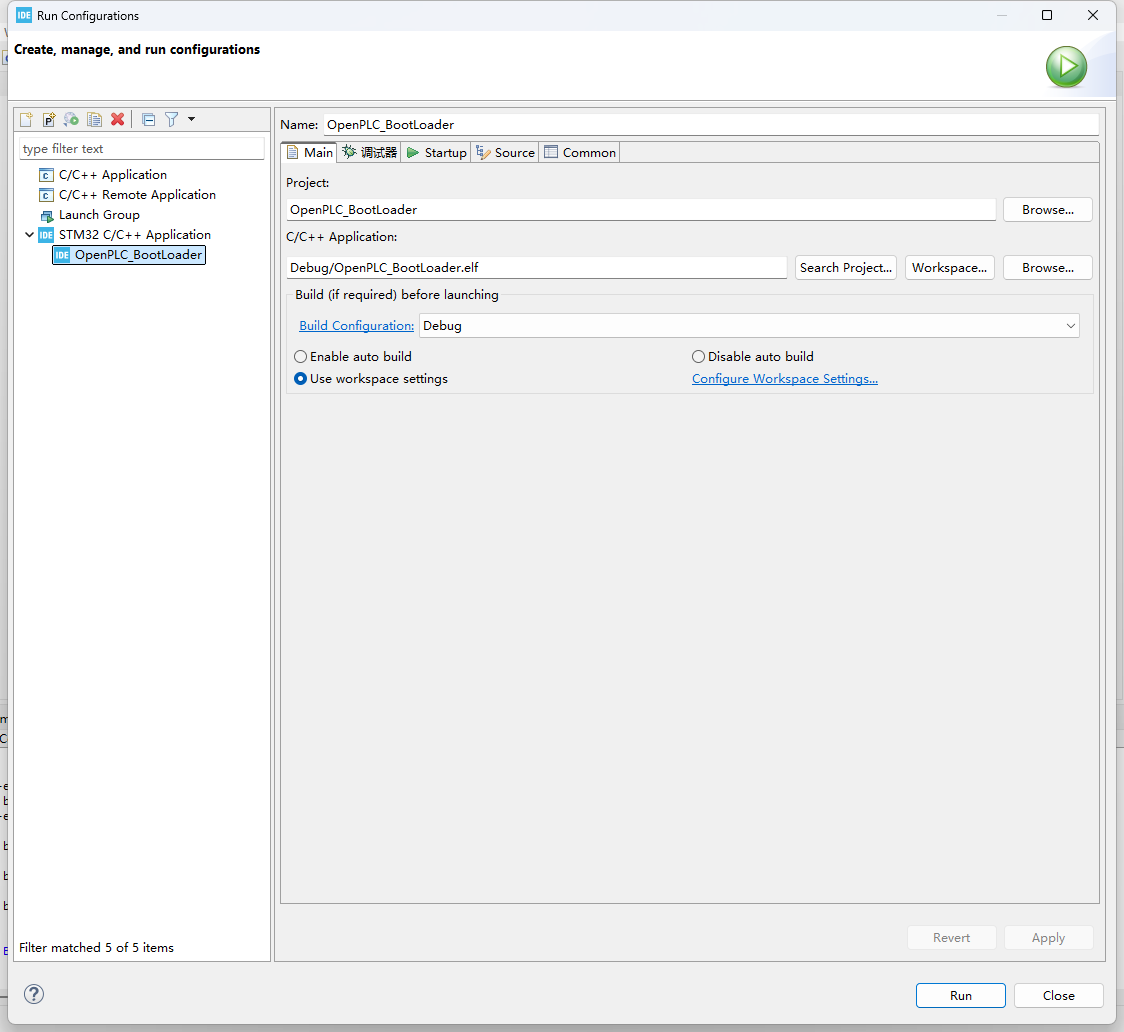 IDE Run Configurations
Create, manage, and run configurations
type filter text
C/C++ Application
C/C++ Remote Application
Launch Group
IDE STM32 C/C++ Application
IDE OpenPLC_BootLoader
Filter matched 5 of 5 items
Name: OpenPLC_BootLoader
Main 调试器 Startup Source Common
Project:
OpenPLC_BootLoader Browse...
C/C++ Application:
Debug/OpenPLC_BootLoader.elf Search Project... Workspace... Browse...
Build (if required) before launching
Build Configuration: Debug
Enable auto build Disable auto build
Use workspace settings Configure Workspace Settings...
Revert Apply
? Run Close